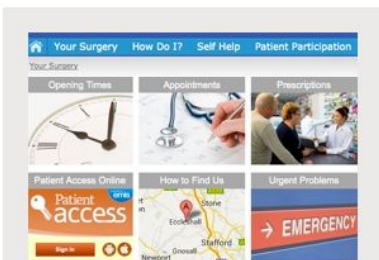 Your Surgery How Do I? Self Help Patient Participation
Your Surgery
Opening Times Appointments Prescriptions
Patient Access Online How to Find Us Urgent Problems
emis
Patient
access
Sign in
A
Stone
Eccleshall
Stafford
Gnosall
Newport
→ EMERGENCY